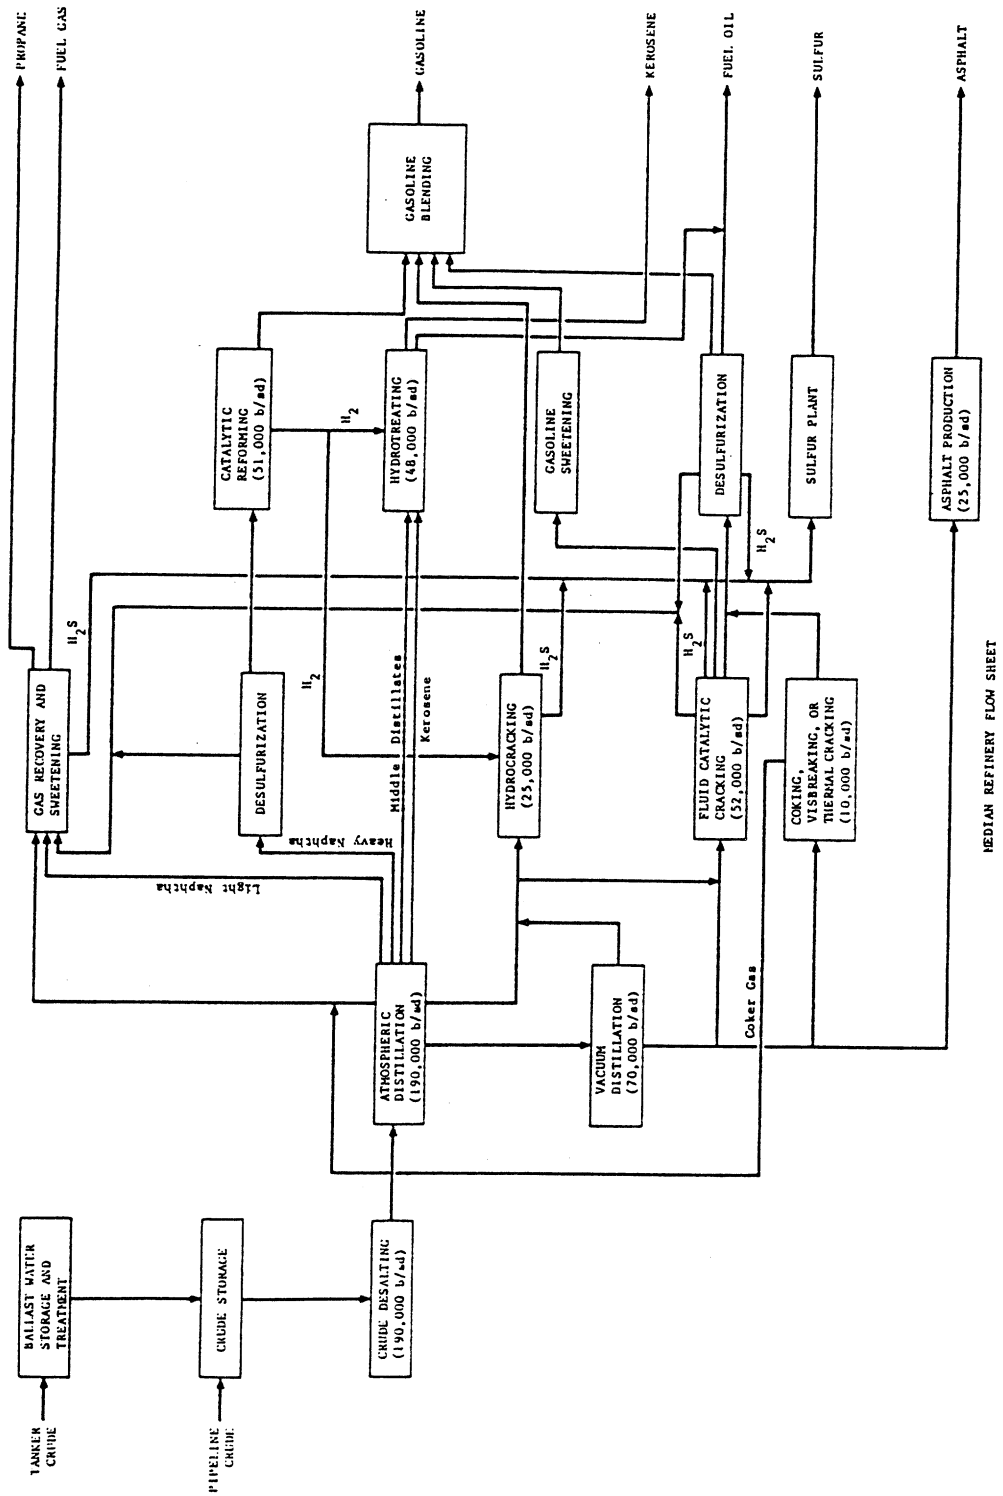 TANKER
CRUDE
PIPELINE
CRUDE
BALLAST WATER
STORAGE AND
TREATMENT
CRUDE STORAGE
CRUDE DESALTING
(190,000 b/sd)
ATMOSPHERIC
DISTILLATION
(190,000 b/sd)
VACUUM
DISTILLATION
(70,000 b/sd)
Light Naphtha
Heavy Naphtha
Middle Distillates
Kerosene
Coker Gas
GAS RECOVERY AND
SWEETENING
DESULFURIZATION
HYDROCRACKING
(25,000 b/sd)
FLUID CATALYTIC
CRACKING
(52,000 b/sd)
COKING,
VISBREAKING, OR
THERMAL CRACKING
(10,000 b/sd)
H2S
H2
H2S
H2S
H2S
H2
CATALYTIC
REFORMING
(51,000 b/sd)
HYDROTREATING
(48,000 b/sd)
GASOLINE
SWEETENING
DESULFURIZATION
SULFUR PLANT
ASPHALT PRODUCTION
(25,000 b/sd)
GASOLINE
BLENDING
PROPANE
FUEL GAS
GASOLINE
KEROSENE
FUEL OIL
SULFUR
ASPHALT
MEDIAN REFINERY FLOW SHEET